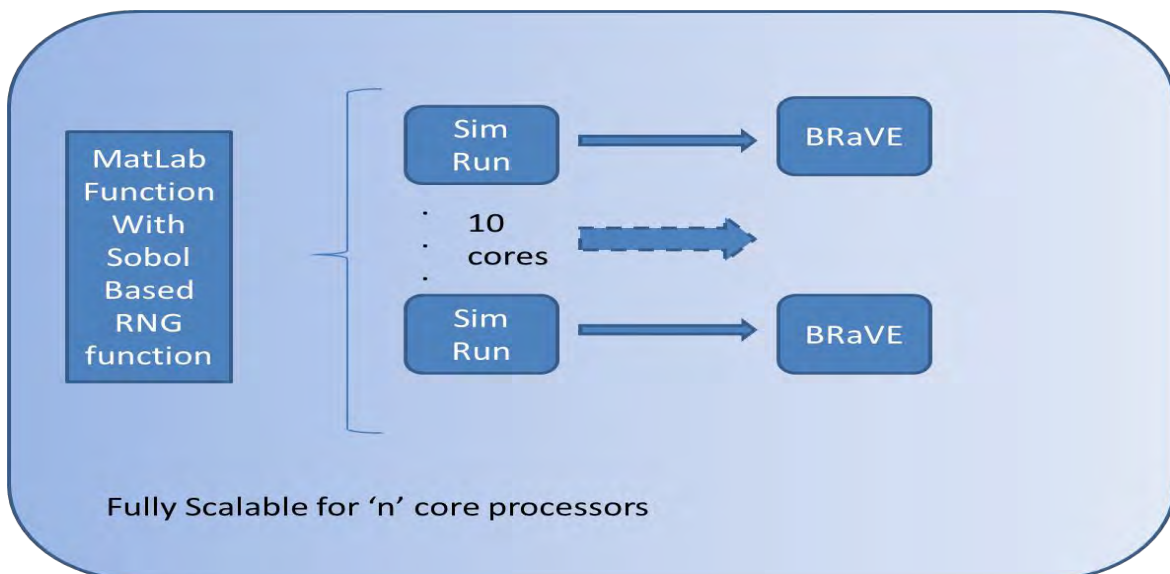 MatLab
Function
With
Sobol
Based
RNG
function
Sim
Run
BRaVE
10
cores
Sim
Run
BRaVE
Fully Scalable for ‘n’ core processors